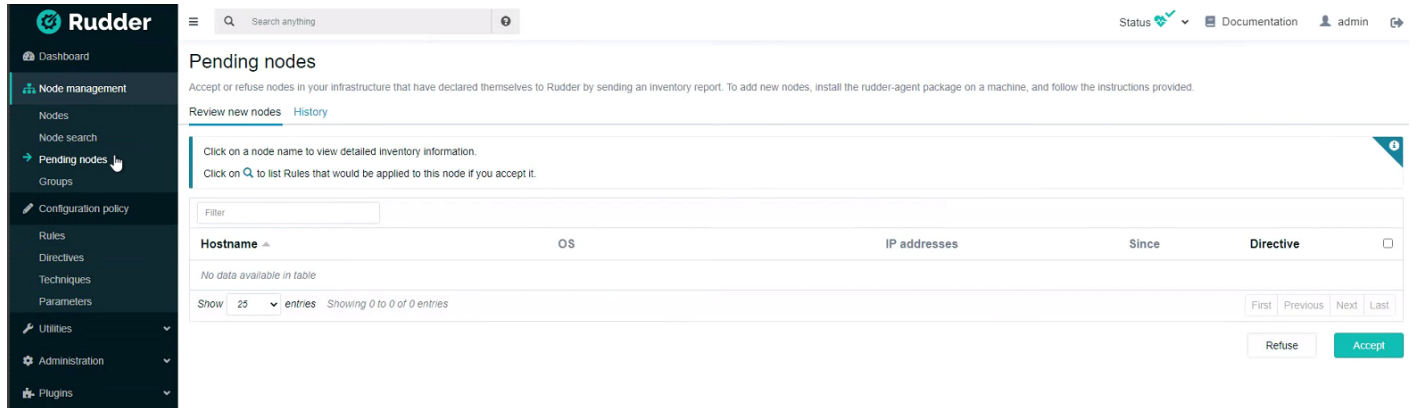 Rudder
Search anything
Status
Documentation
admin
Dashboard
Node management
Nodes
Node search
Pending nodes
Groups
Configuration policy
Rules
Directives
Techniques
Parameters
Utilities
Administration
Plugins
Pending nodes
Accept or refuse nodes in your infrastructure that have declared themselves to Rudder by sending an inventory report. To add new nodes, install the rudder-agent package on a machine, and follow the instructions provided.
Review new nodes History
Click on a node name to view detailed inventory information.
Click on to list Rules that would be applied to this node if you accept it.
Filter
Hostname OS IP addresses Since Directive
No data available in table
Show 25 entries Showing 0 to 0 of 0 entries
First Previous Next Last
Refuse Accept